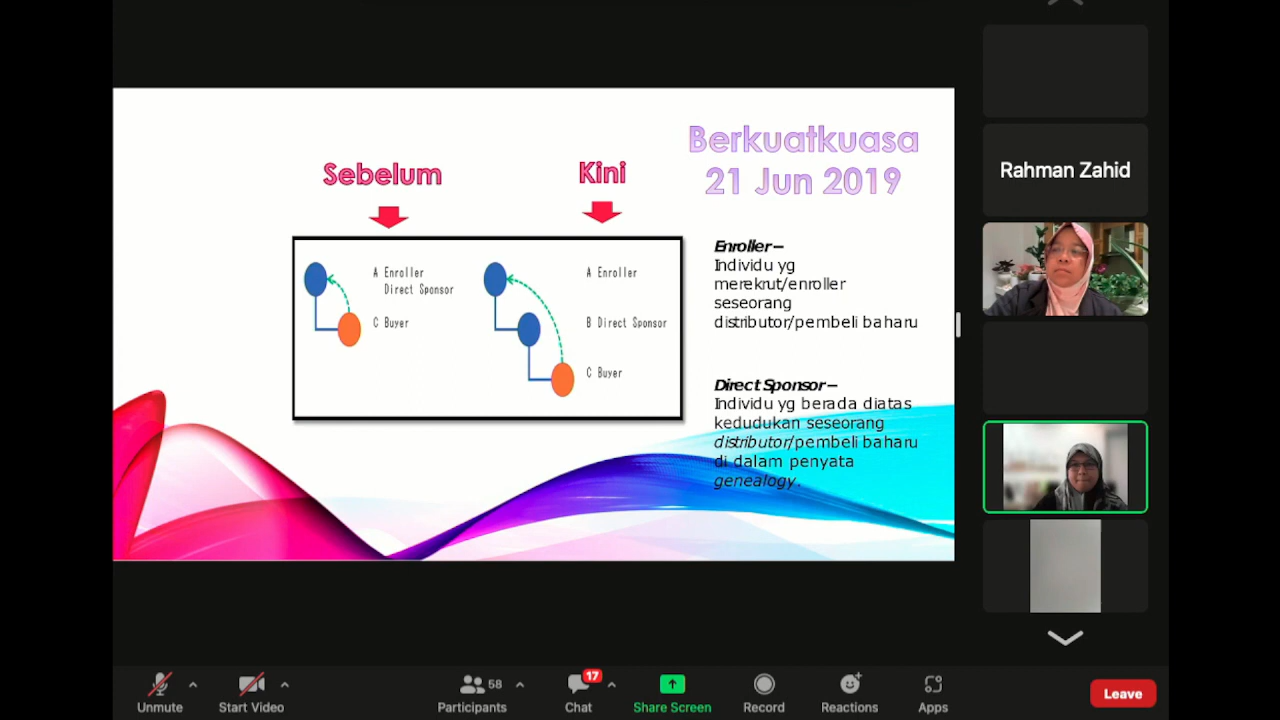 Berkuatkuasa
21 Jun 2019
Sebelum
Kini
A Enroller
Direct Sponsor
C Buyer
A Enroller
B Direct Sponsor
C Buyer
Enroller –
Individu yg
merekrut/enroller
seseorang
distributor/pembeli baharu
Direct Sponsor –
Individu yg berada diatas
kedudukan seseorang
distributor/pembeli baharu
di dalam penyata
genealogy.
Rahman Zahid
Unmute
Start Video
58
Participants
17
Chat
Share Screen
Record
Reactions
Apps
Leave